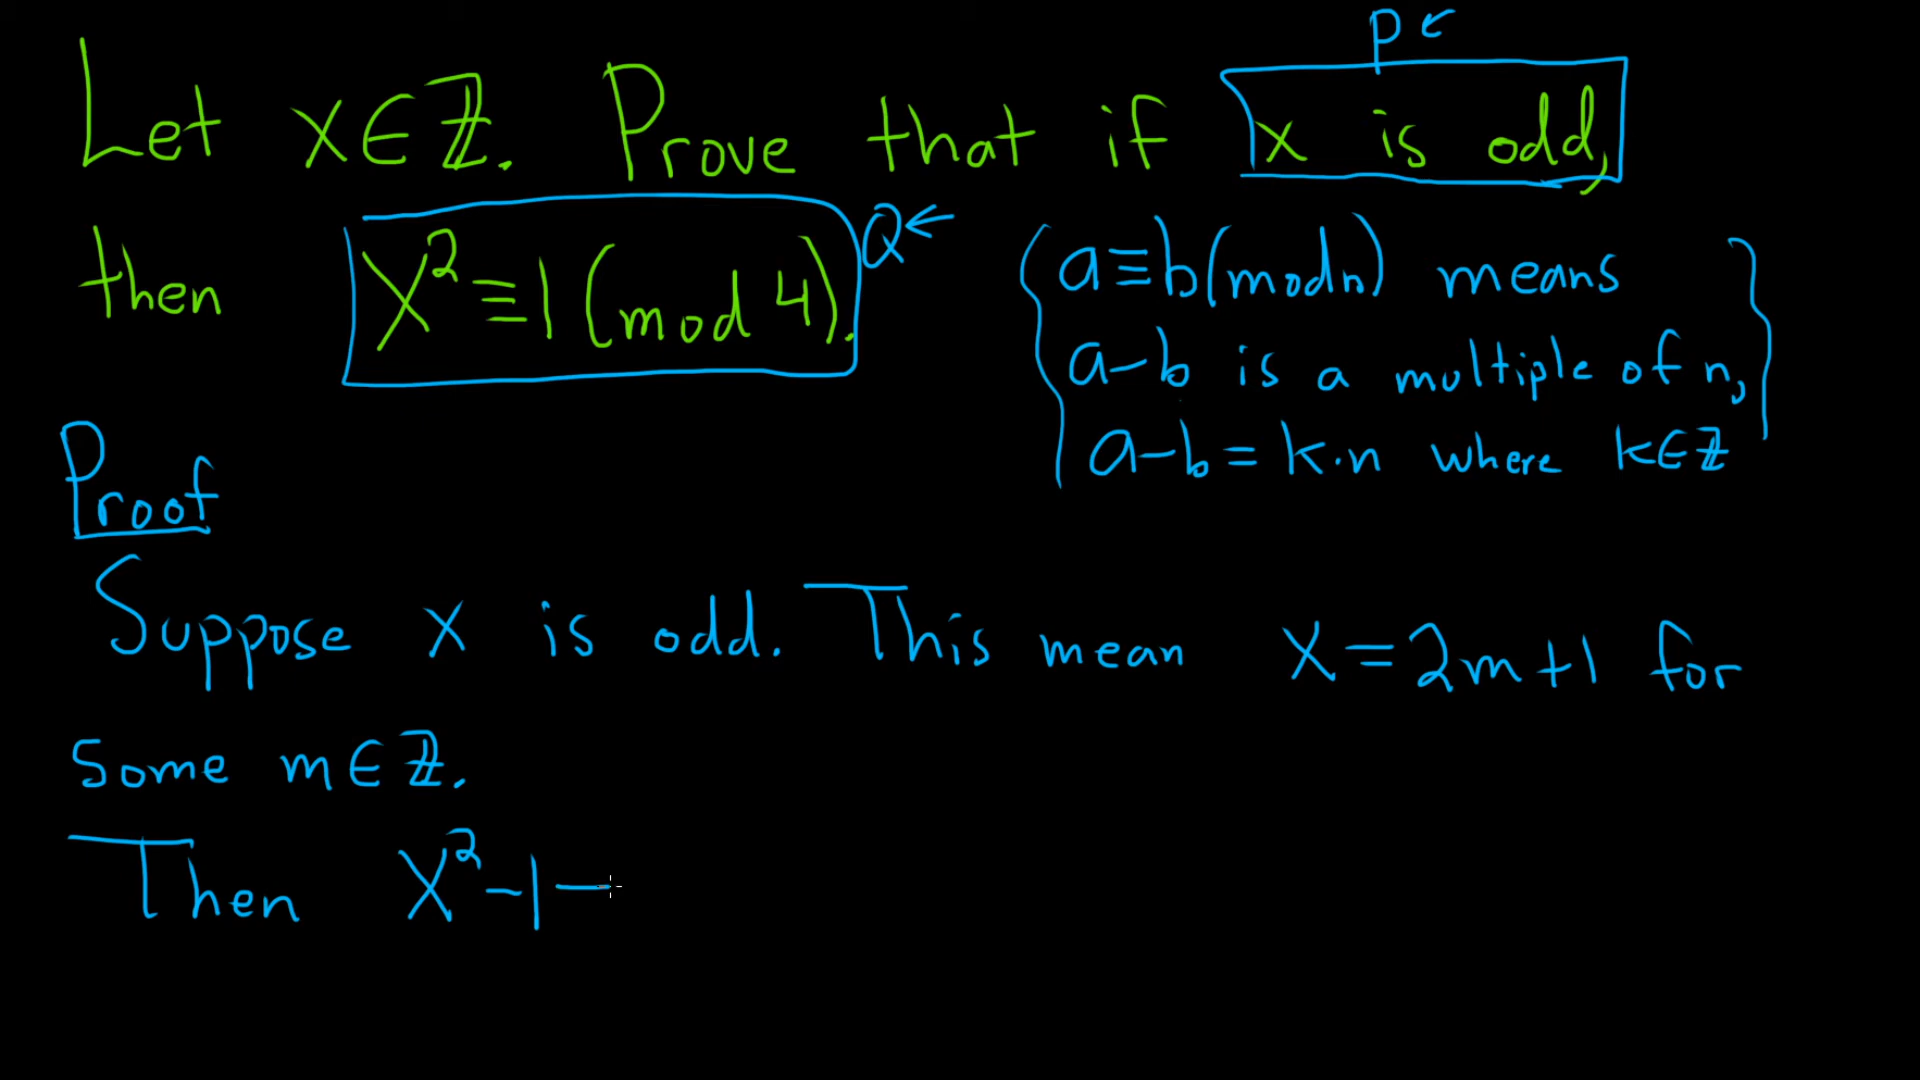 P
Let x∈ℤ. Prove that if x is odd,
then x²≡1 (mod 4). Q←
a≡b(mod n) means
a-b is a multiple of n,
a-b = k·n where k∈ℤ
Proof
Suppose x is odd. This mean x=2m+1 for
some m∈ℤ.
Then x²-1-